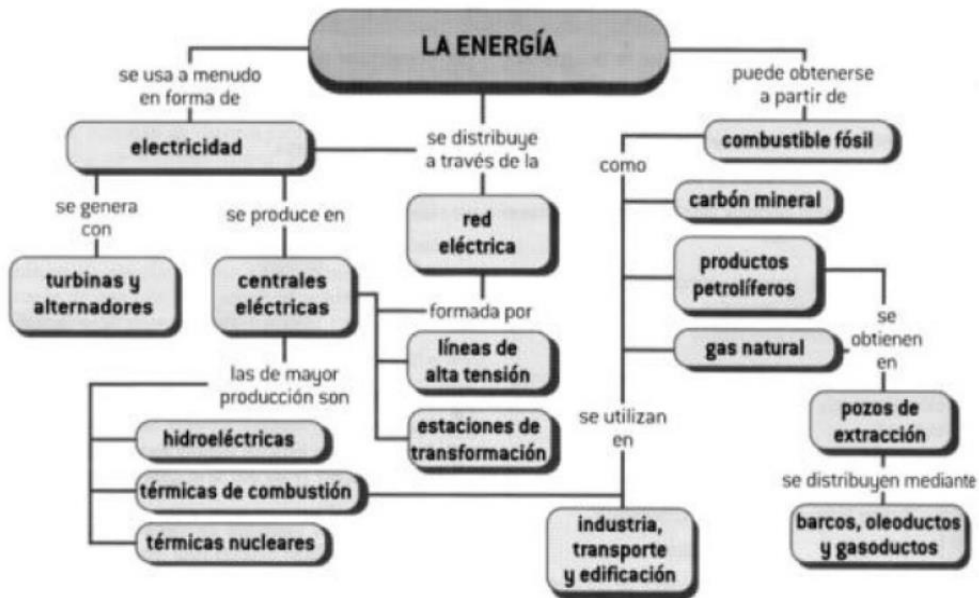 LA ENERGÍA
se usa a menudo
en forma de
electricidad
se genera
con
turbinas y
alternadores
se produce en
centrales
eléctricas
las de mayor
producción son
hidroeléctricas
térmicas de combustión
térmicas nucleares
se distribuye
a través de la
red
eléctrica
formada por
líneas de
alta tensión
estaciones de
transformación
puede obtenerse
a partir de
combustible fósil
como
carbón mineral
productos
petrolíferos
gas natural
se utilizan
en
industria,
transporte
y edificación
se
obtienen
en
pozos de
extracción
se distribuyen mediante
barcos, oleoductos
y gasoductos